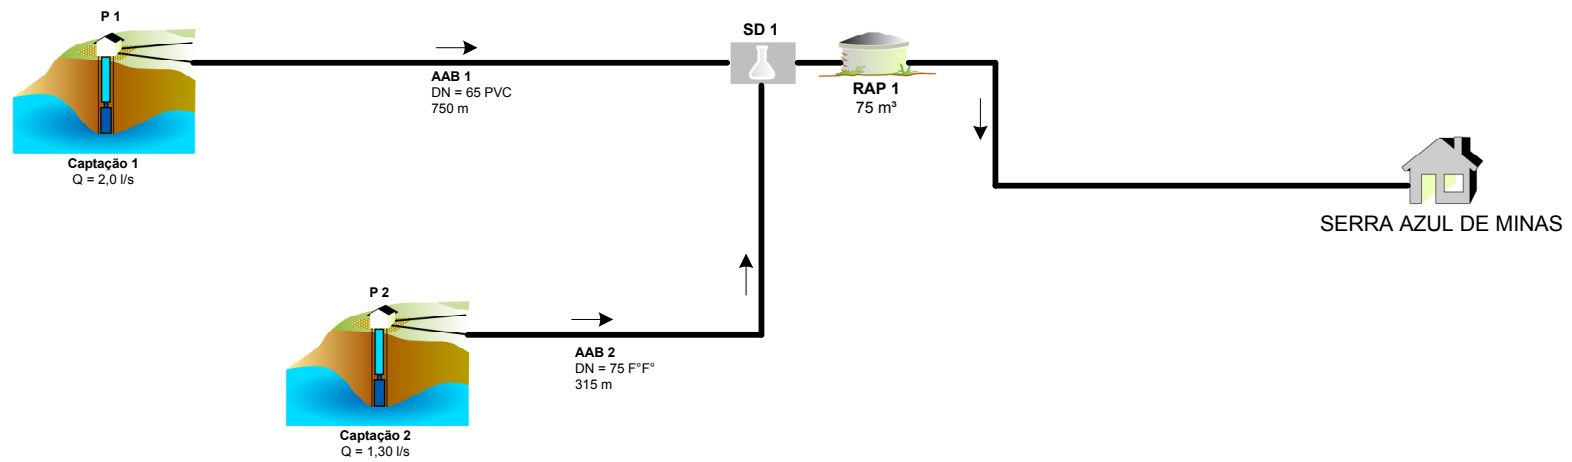 P 1
SD 1
AAB 1
DN = 65 PVC
750 m
RAP 1
75 m³
Captação 1
Q = 2,0 l/s
SERRA AZUL DE MINAS
P 2
AAB 2
DN = 75 F°F°
315 m
Captação 2
Q = 1,30 l/s